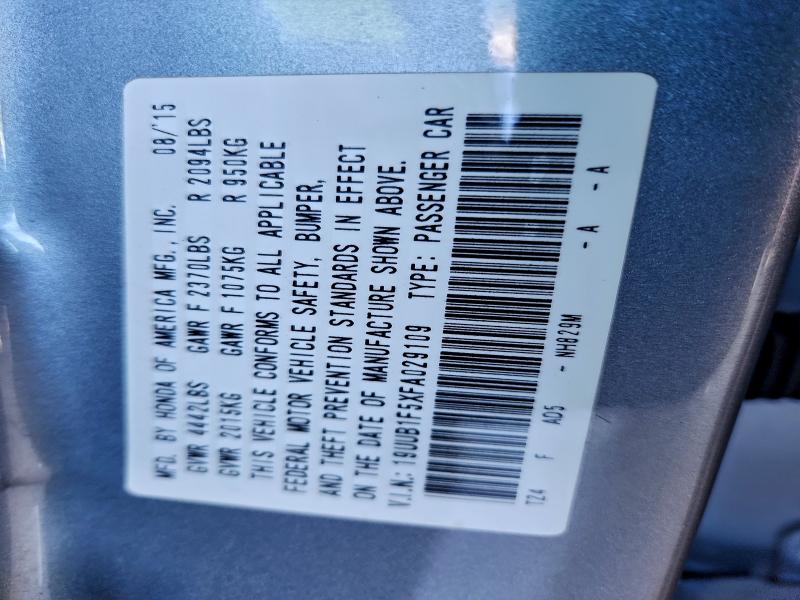 MFD. BY HONDA OF AMERICA MFG., INC. 08/'15
GVWR 4442LBS GAWR F 2370LBS R 2094LBS
GVWR 2015KG GAWR F 1075KG R 950KG
THIS VEHICLE CONFORMS TO ALL APPLICABLE
FEDERAL MOTOR VEHICLE SAFETY, BUMPER,
AND THEFT PREVENTION STANDARDS IN EFFECT
ON THE DATE OF MANUFACTURE SHOWN ABOVE.
V.I.N.: 19UUB1F5XFA029109 TYPE: PASSENGER CAR
TZ4 F AD5 - NH829M - A - A